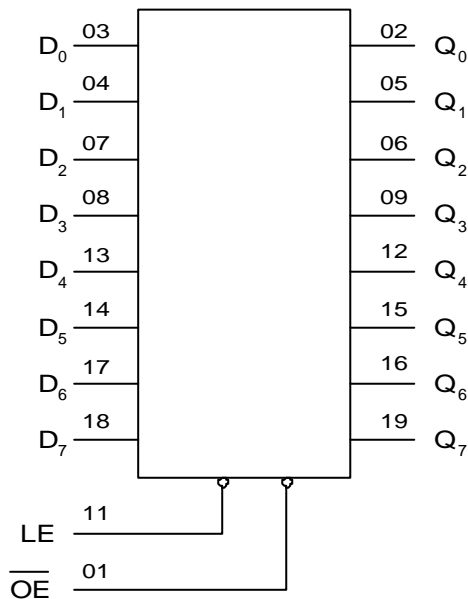 D₀ 03 02 Q₀
D₁ 04 05 Q₁
D₂ 07 06 Q₂
D₃ 08 09 Q₃
D₄ 13 12 Q₄
D₅ 14 15 Q₅
D₆ 17 16 Q₆
D₇ 18 19 Q₇
LE 11
O̅E̅ 01